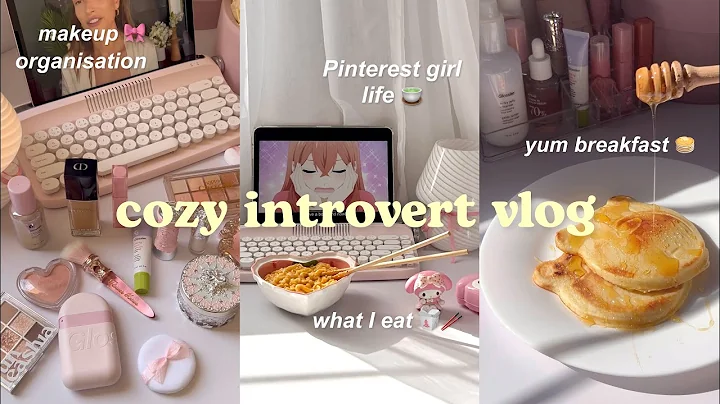 makeup 🎀
organisation
Pinterest girl
life 🍵
yum breakfast 🥞
cozy introvert vlog
what I eat 🥡